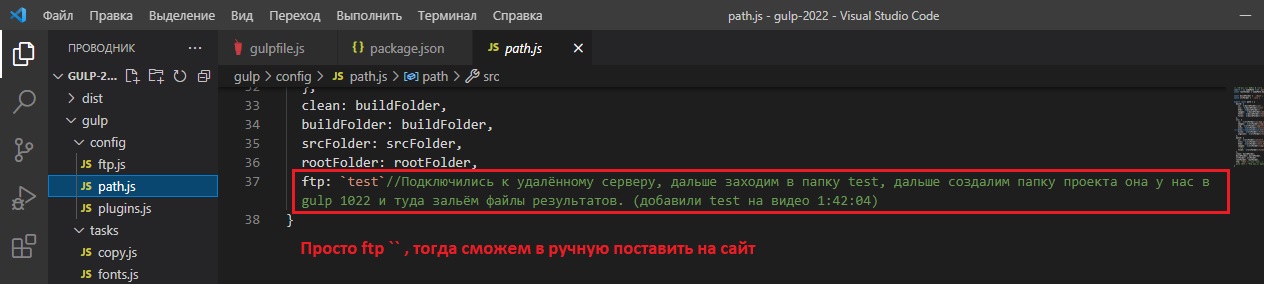 Файл Правка Выделение Вид Переход Выполнить Терминал Справка path.js - gulp-2022 - Visual Studio Code
ПРОВОДНИК
gulpfile.js
{} package.json
JS path.js
GULP-2...
gulp > config > JS path.js > path > src
dist
gulp
config
JS ftp.js
JS path.js
JS plugins.js
tasks
JS copy.js
JS fonts.js
32 },
33 clean: buildFolder,
34 buildFolder: buildFolder,
35 srcFolder: srcFolder,
36 rootFolder: rootFolder,
37 ftp: `test`//Подключились к удалённому серверу, дальше заходим в папку test, дальше создалим папку проекта она у нас в
gulp 1022 и туда зальём файлы результатов. (добавили test на видео 1:42:04)
38 }
Просто ftp `` , тогда сможем в ручную поставить на сайт